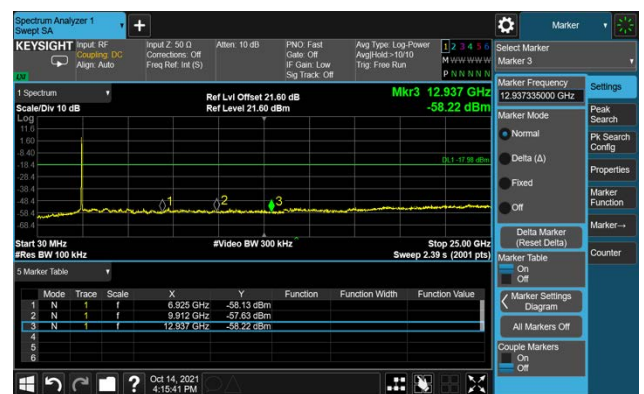 Spectrum Analyzer 1
Swept SA
Marker
KEYSIGHT
Input: RF
Coupling: DC
Align: Auto
Input Z: 50 Ω
Corrections: Off
Freq Ref: Int (S)
Atten: 10 dB
PNO: Fast
Gate: Off
IF Gain: Low
Sig Track: Off
Avg Type: Log-Power
Avg|Hold:>10/10
Trig: Free Run
1 2 3 4 5 6
M W W W W W
P N N N N N
Select Marker
Marker 3
1 Spectrum
Scale/Div 10 dB
Log
Ref Lvl Offset 21.60 dB
Ref Level 21.60 dBm
Mkr3 12.937 GHz
-58.22 dBm
11.6
1.60
-8.40
-18.4
-28.4
-38.4
-48.4
-58.4
-68.4
DL1 -17.98 dBm
1
2
3
Start 30 MHz
#Res BW 100 kHz
#Video BW 300 kHz
Stop 25.00 GHz
Sweep 2.39 s (2001 pts)
5 Marker Table
Mode Trace Scale X Y Function Function Width Function Value
1 N 1 f 6.925 GHz -58.13 dBm
2 N 1 f 9.912 GHz -57.63 dBm
3 N 1 f 12.937 GHz -58.22 dBm
4
5
6
Marker Frequency
12.937335000 GHz
Marker Mode
Normal
Delta (Δ)
Fixed
Off
Delta Marker
(Reset Delta)
Marker Table
On
Off
Marker Settings
Diagram
All Markers Off
Couple Markers
On
Off
Settings
Peak
Search
Pk Search
Config
Properties
Marker
Function
Marker→
Counter
?
Oct 14, 2021
4:15:41 PM